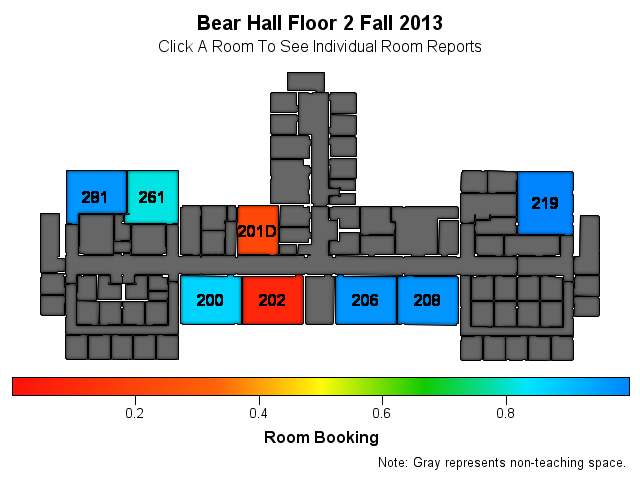 Bear Hall Floor 2 Fall 2013
Click A Room To See Individual Room Reports
281
261
219
201D
200
202
206
208
0.2 0.4 0.6 0.8
Room Booking
Note: Gray represents non-teaching space.